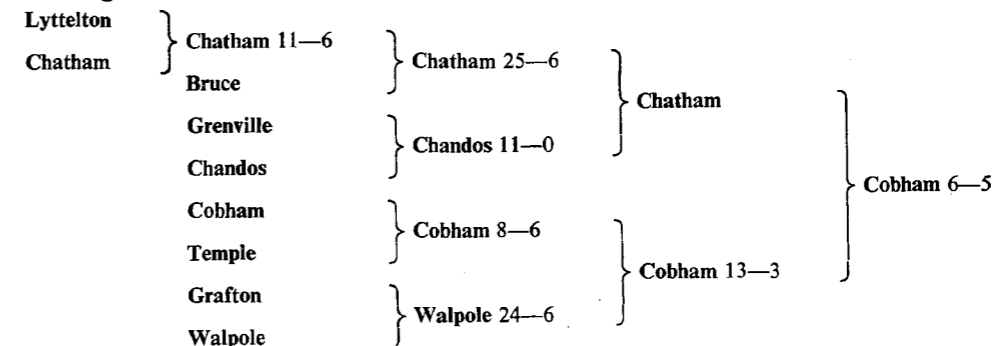 Lyttelton
Chatham
Chatham 11—6
Bruce
Grenville
Chandos
Cobham
Temple
Grafton
Walpole
Chatham 25—6
Chandos 11—0
Cobham 8—6
Walpole 24—6
Chatham
Cobham 13—3
Cobham 6—5